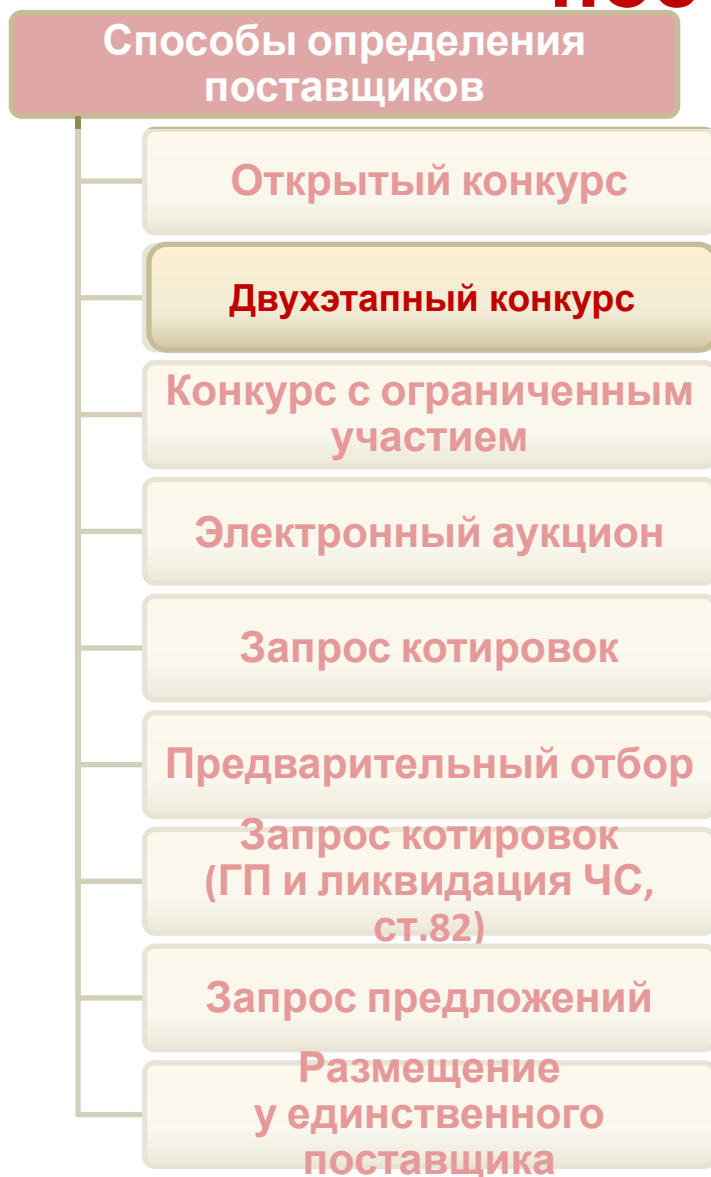 Способы определения
поставщиков
Открытый конкурс
Двухэтапный конкурс
Конкурс с ограниченным
участием
Электронный аукцион
Запрос котировок
Предварительный отбор
Запрос котировок
(ГП и ликвидация ЧС,
ст.82)
Запрос предложений
Размещение
у единственного
поставщика